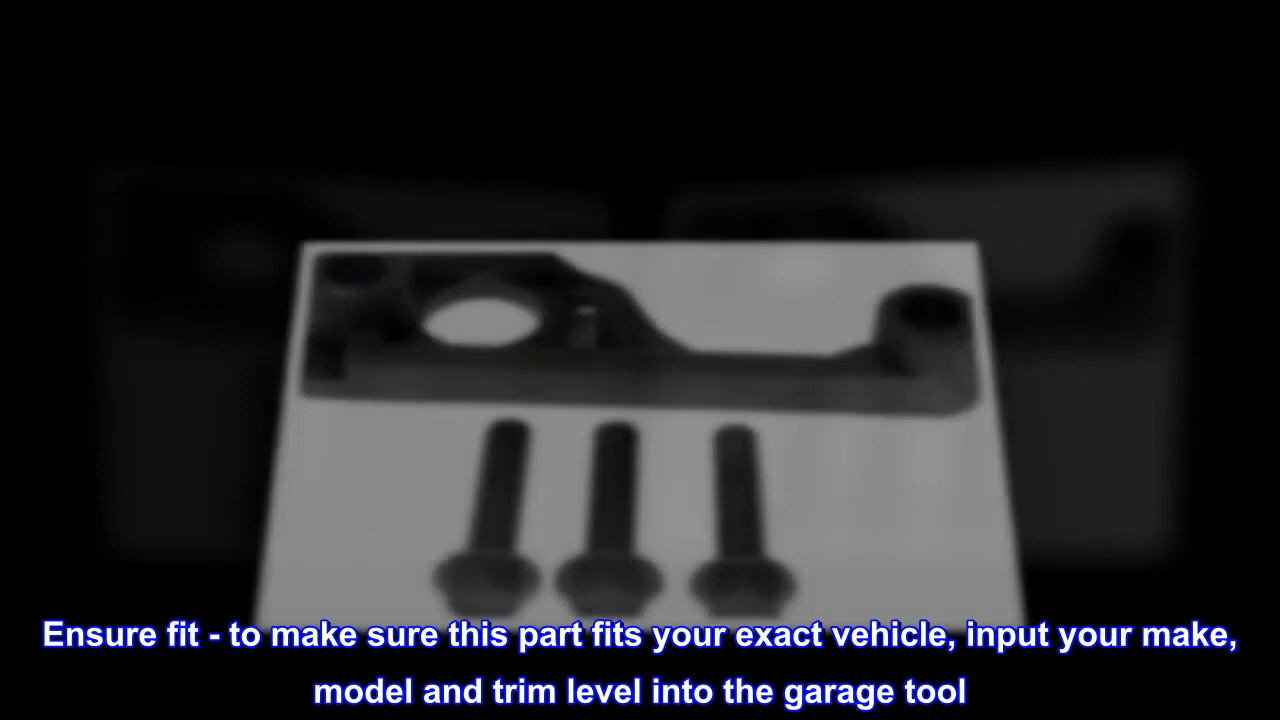 Ensure fit - to make sure this part fits your exact vehicle, input your make,
model and trim level into the garage tool